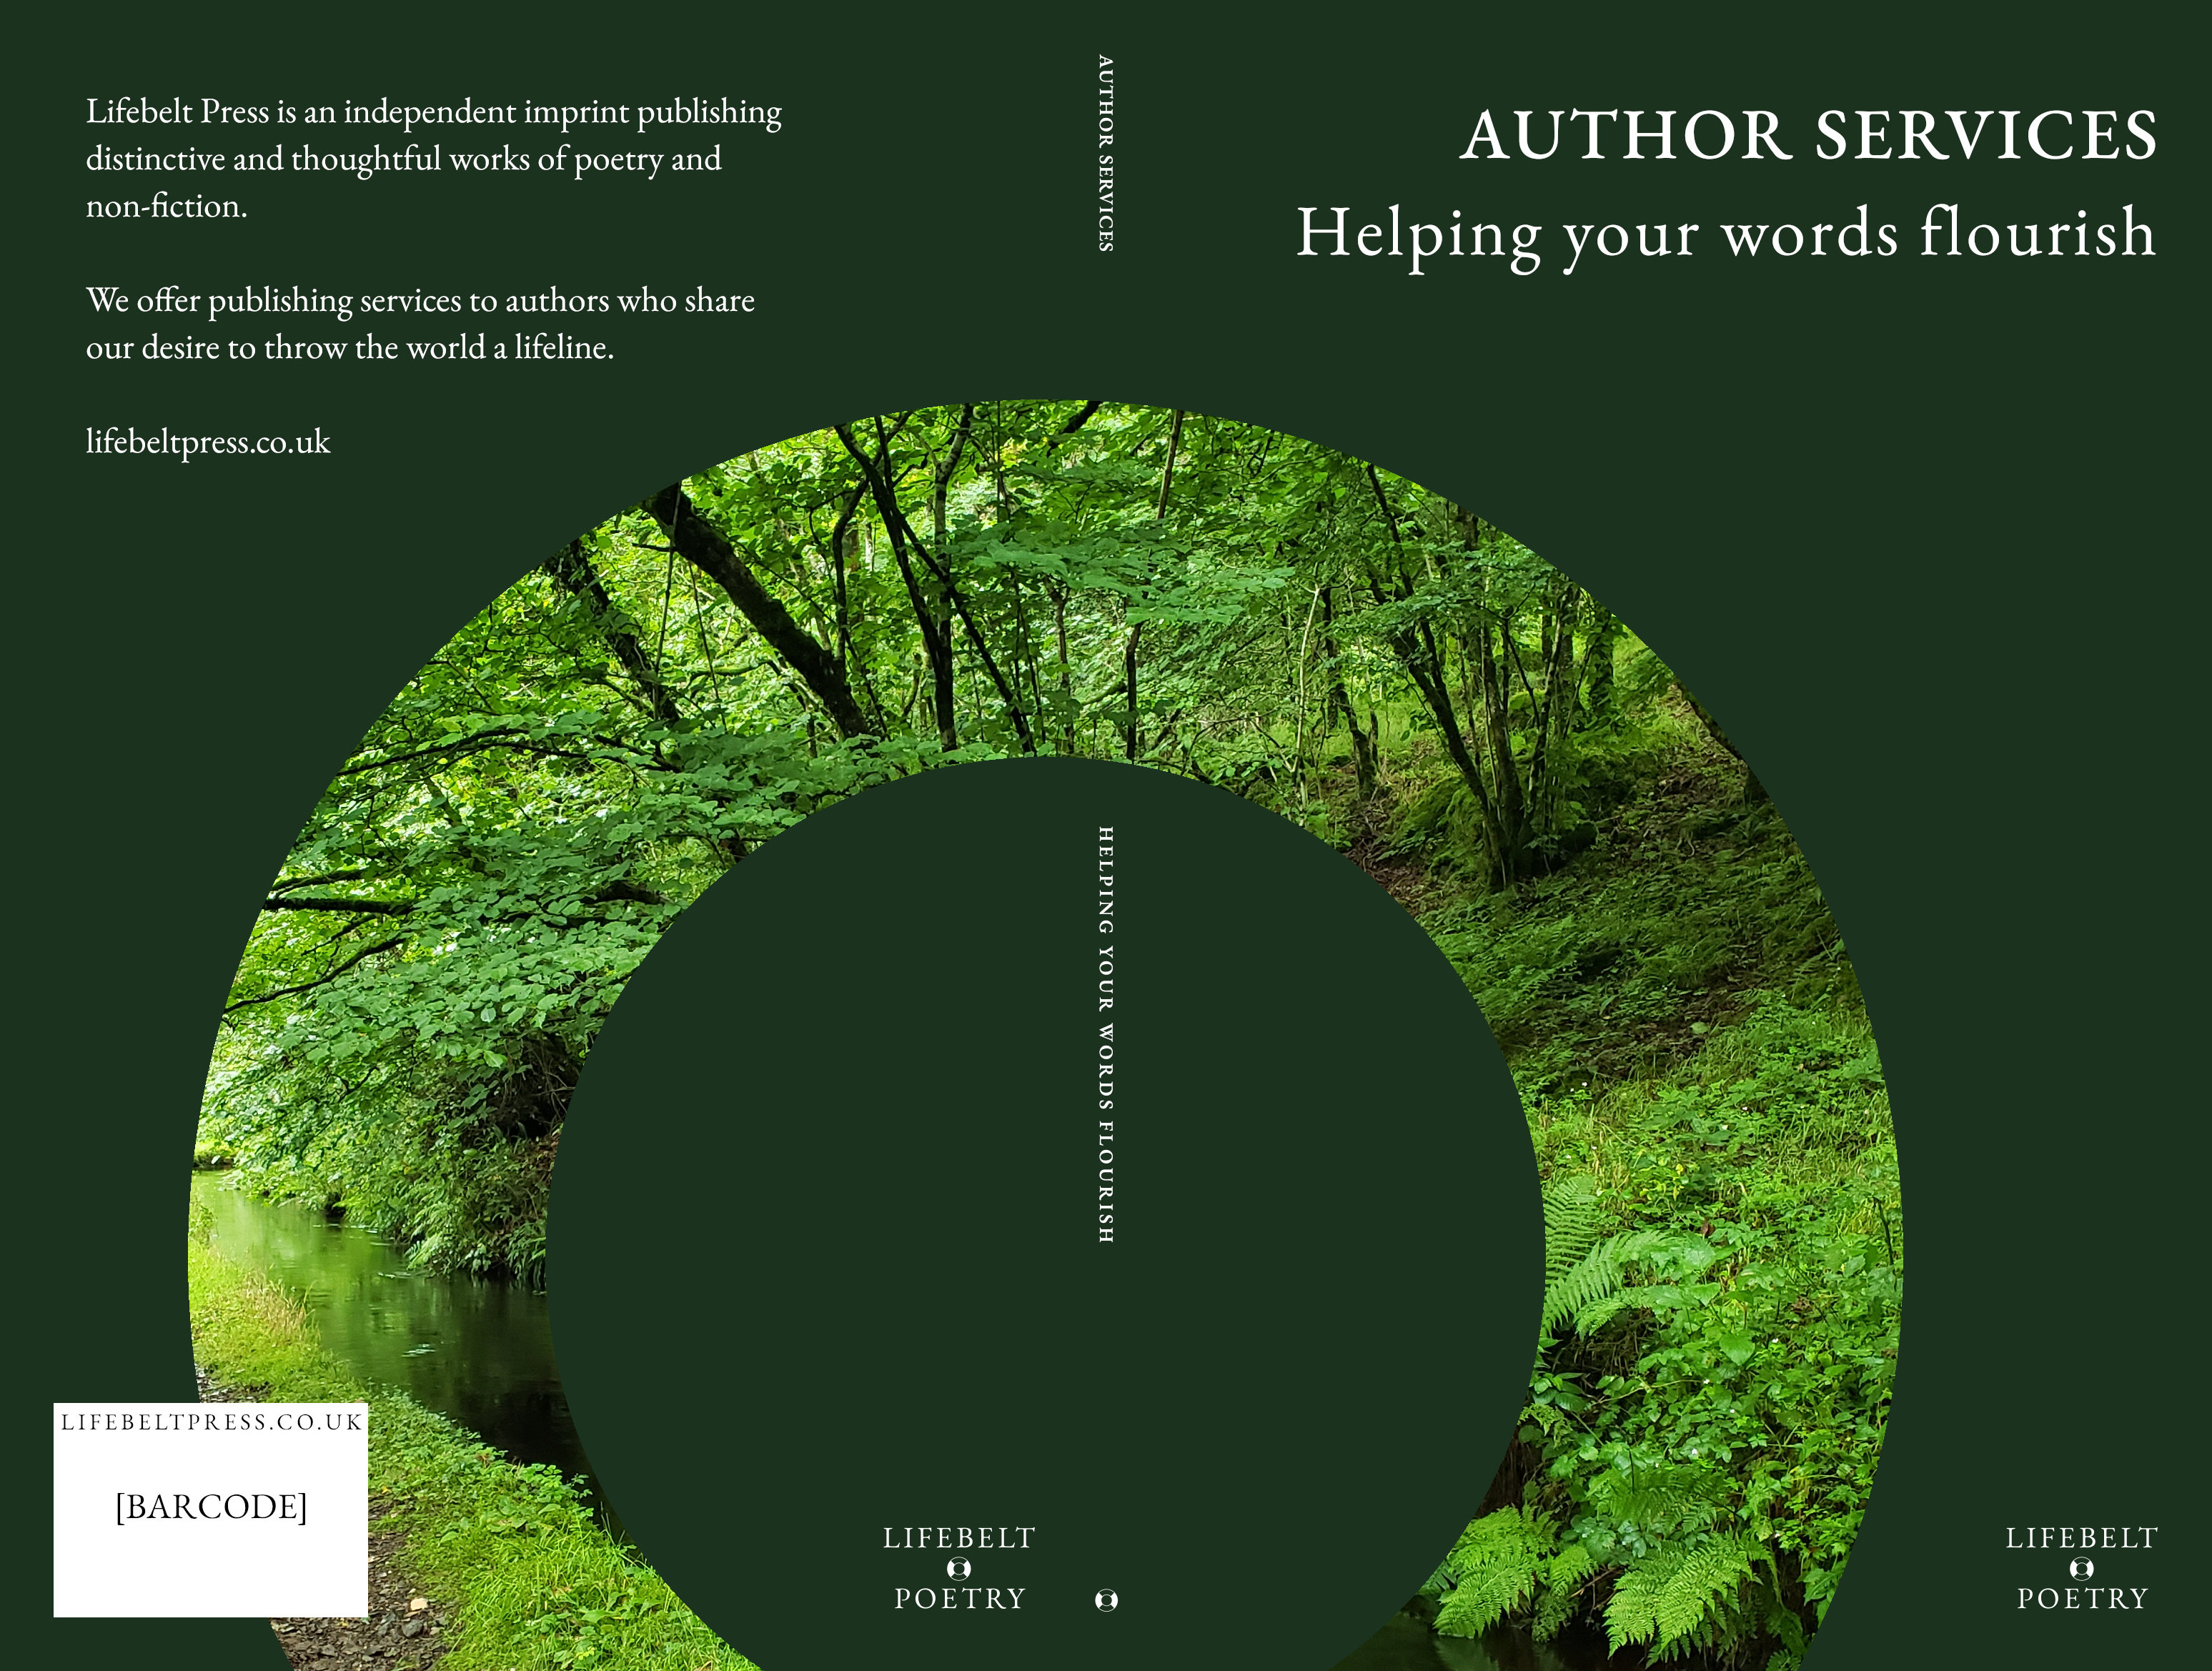 Lifebelt Press is an independent imprint publishing
distinctive and thoughtful works of poetry and
non-fiction.
We offer publishing services to authors who share
our desire to throw the world a lifeline.
lifebeltpress.co.uk
LIFEBELTPRESS.CO.UK
[BARCODE]
LIFEBELT
POETRY
AUTHOR SERVICES
HELPING YOUR WORDS FLOURISH
AUTHOR SERVICES
Helping your words flourish
LIFEBELT
POETRY